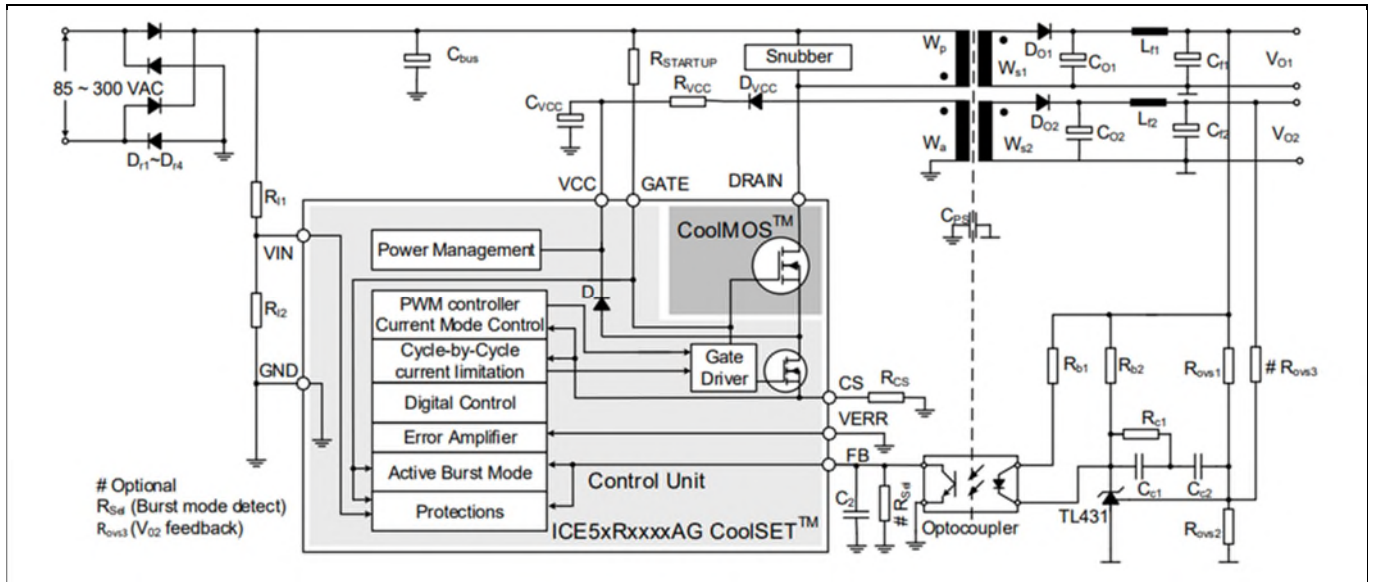 85 ~ 300 VAC
Dr1~Dr4
Cbus
RSTARTUP
Snubber
RVCC
DVCC
CVCC
Wp
Ws1
Wa
Ws2
DO1
CO1
Lf1
Cf1
VO1
DO2
CO2
Lf2
Cf2
VO2
RI1
VIN
RI2
GND
VCC
GATE
DRAIN
CPS
CoolMOS™
Power Management
D
PWM controller
Current Mode Control
Cycle-by-Cycle
current limitation
Digital Control
Error Amplifier
Active Burst Mode
Protections
Gate
Driver
CS
RCS
VERR
FB
Control Unit
ICE5xRxxxxAG CoolSET™
C2
# RSel
Optocoupler
Rb1
Rb2
Rovs1
# Rovs3
Rc1
Cc1
Cc2
TL431
Rovs2
# Optional
RSel (Burst mode detect)
Rovs3 (V02 feedback)